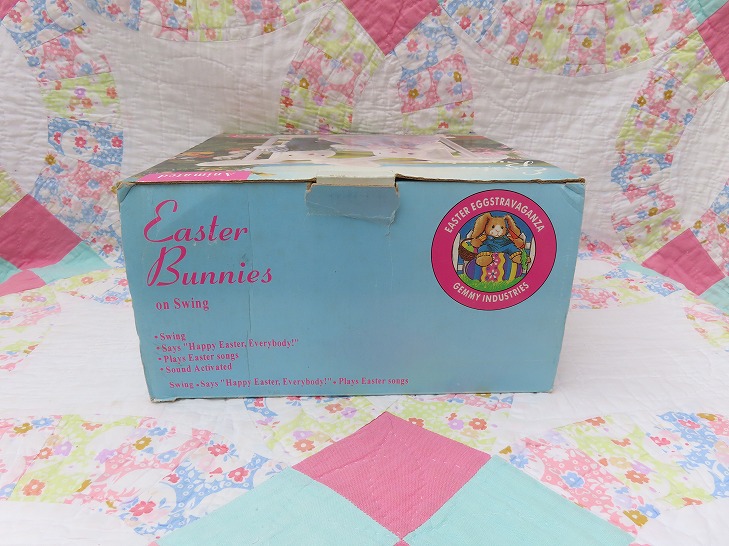 Animated
Easter
Bunnies
on Swing
• Swing
• Says "Happy Easter, Everybody!"
• Plays Easter songs
• Sound Activated
Swing • Says "Happy Easter, Everybody!" • Plays Easter songs
EASTER EGGSTRAVAGANZA
GEMMY INDUSTRIES